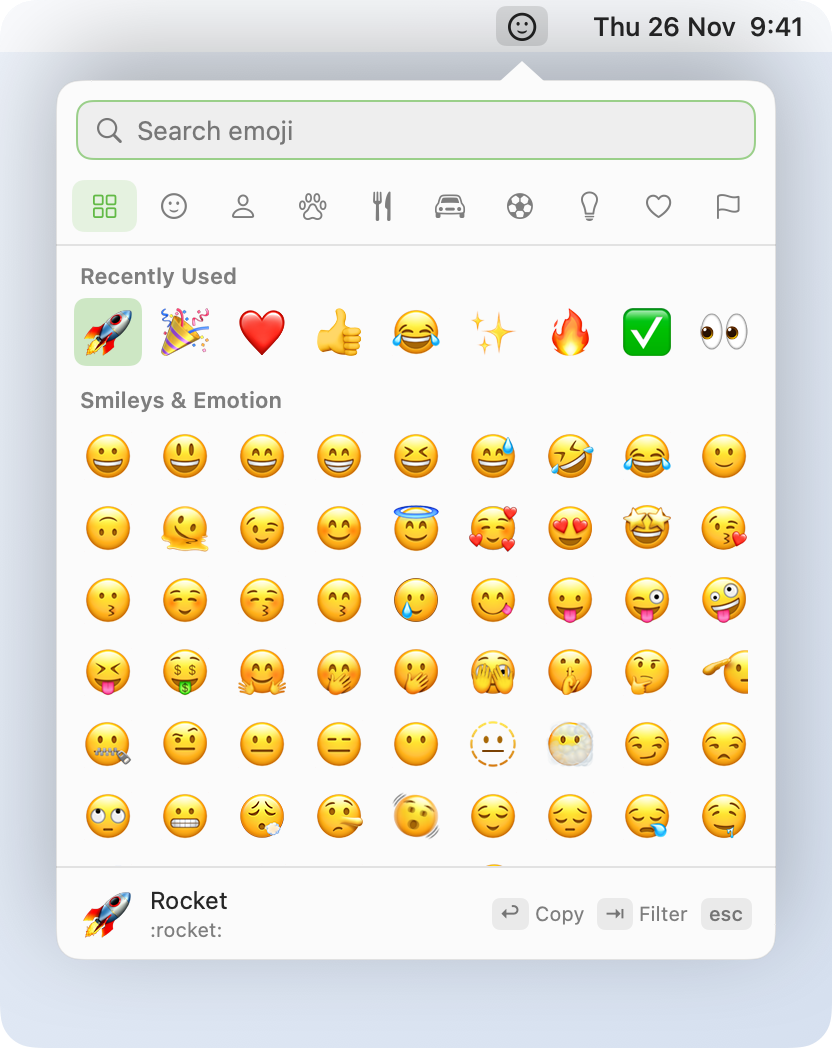 Thu 26 Nov 9:41
Search emoji
Recently Used
Smileys & Emotion
Rocket
:rocket:
Copy
Filter
esc